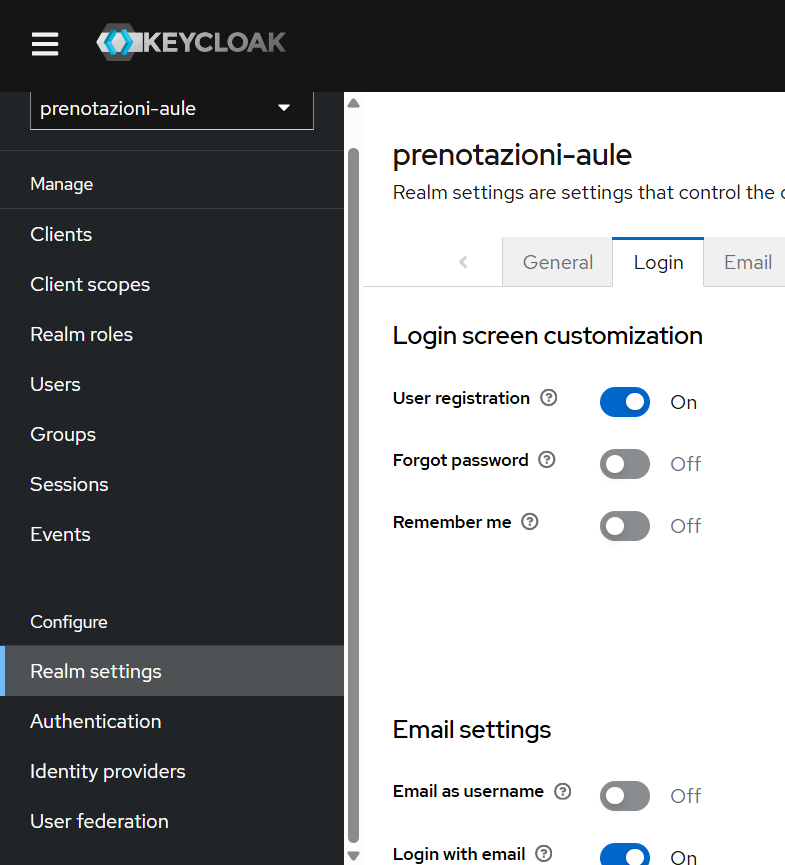 KEYCLOAK
prenotazioni-aule
Manage
Clients
Client scopes
Realm roles
Users
Groups
Sessions
Events
Configure
Realm settings
Authentication
Identity providers
User federation
prenotazioni-aule
Realm settings are settings that control the
General
Login
Email
Login screen customization
User registration ? On
Forgot password ? Off
Remember me ? Off
Email settings
Email as username ? Off
Login with email ? On